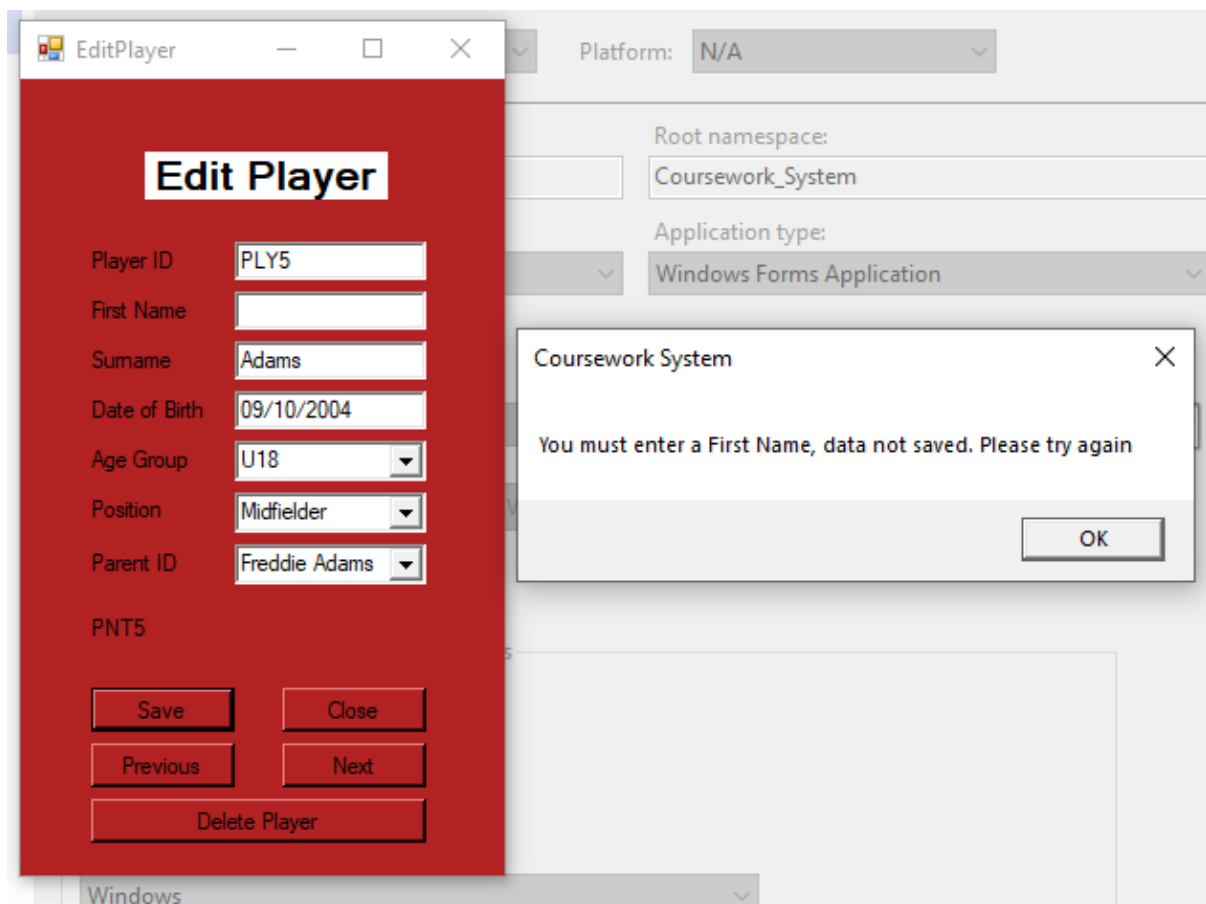 EditPlayer
Platform: N/A
Edit Player
Root namespace:
Coursework_System
Application type:
Windows Forms Application
Player ID PLY5
First Name
Surname Adams
Date of Birth 09/10/2004
Age Group U18
Position Midfielder
Parent ID Freddie Adams
PNT5
Coursework System
You must enter a First Name, data not saved. Please try again
OK
Save Close
Previous Next
Delete Player
Windows